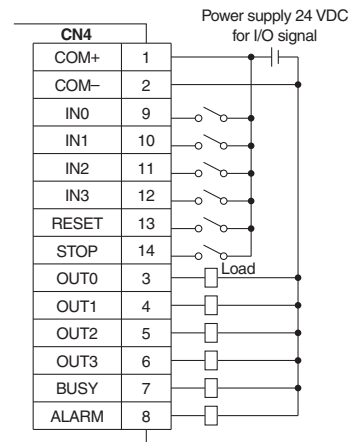 Power supply 24 VDC
for I/O signal
CN4
COM+ 1
COM– 2
IN0 9
IN1 10
IN2 11
IN3 12
RESET 13
STOP 14
Load
OUT0 3
OUT1 4
OUT2 5
OUT3 6
BUSY 7
ALARM 8